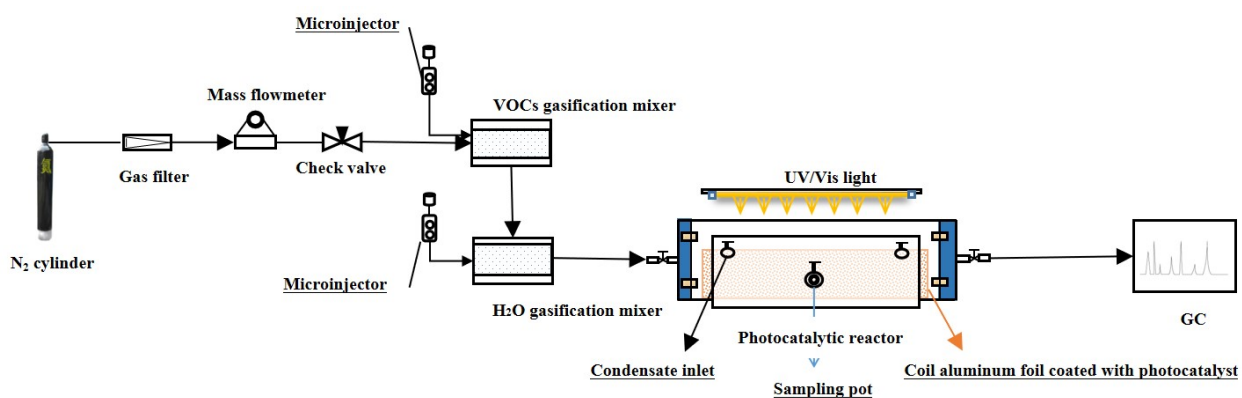 Microinjector
Mass flowmeter
VOCs gasification mixer
Gas filter
Check valve
UV/Vis light
N₂ cylinder
Microinjector
H₂O gasification mixer
Photocatalytic reactor
GC
Condensate inlet
Sampling pot
Coil aluminum foil coated with photocatalyst